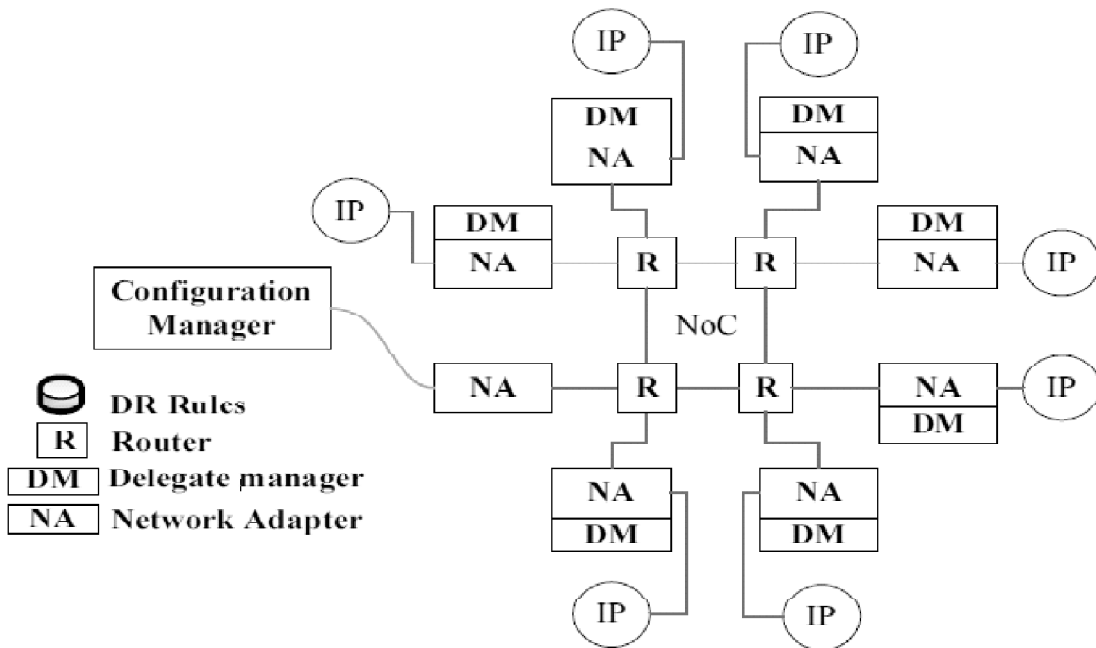 IP
IP
DM
NA
DM
NA
IP
DM
NA
R
R
DM
NA
IP
Configuration
Manager
NoC
NA
R
R
NA
DM
IP
DR Rules
R Router
DM Delegate manager
NA Network Adapter
NA
DM
NA
DM
IP
IP